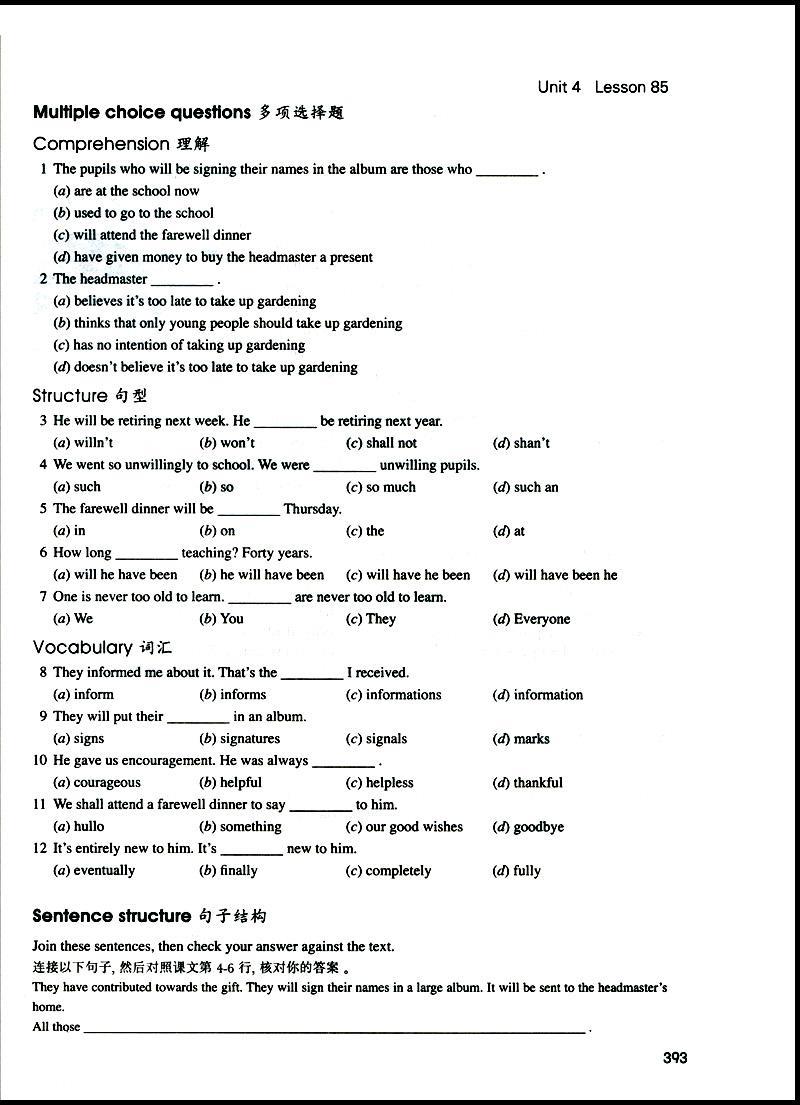 Unit 4 Lesson 85
Multiple choice questions 多项选择题
Comprehension 理解
1 The pupils who will be signing their names in the album are those who ________ .
(a) are at the school now
(b) used to go to the school
(c) will attend the farewell dinner
(d) have given money to buy the headmaster a present
2 The headmaster ________ .
(a) believes it's too late to take up gardening
(b) thinks that only young people should take up gardening
(c) has no intention of taking up gardening
(d) doesn't believe it's too late to take up gardening
Structure 句型
3 He will be retiring next week. He ________ be retiring next year.
(a) willn't (b) won't (c) shall not (d) shan't
4 We went so unwillingly to school. We were ________ unwilling pupils.
(a) such (b) so (c) so much (d) such an
5 The farewell dinner will be ________ Thursday.
(a) in (b) on (c) the (d) at
6 How long ________ teaching? Forty years.
(a) will he have been (b) he will have been (c) will have he been (d) will have been he
7 One is never too old to learn. ________ are never too old to learn.
(a) We (b) You (c) They (d) Everyone
Vocabulary 词汇
8 They informed me about it. That's the ________ I received.
(a) inform (b) informs (c) informations (d) information
9 They will put their ________ in an album.
(a) signs (b) signatures (c) signals (d) marks
10 He gave us encouragement. He was always ________ .
(a) courageous (b) helpful (c) helpless (d) thankful
11 We shall attend a farewell dinner to say ________ to him.
(a) hullo (b) something (c) our good wishes (d) goodbye
12 It's entirely new to him. It's ________ new to him.
(a) eventually (b) finally (c) completely (d) fully
Sentence structure 句子结构
Join these sentences, then check your answer against the text.
连接以下句子, 然后对照课文第 4-6 行, 核对你的答案 。
They have contributed towards the gift. They will sign their names in a large album. It will be sent to the headmaster's
home.
All those ________ .
393